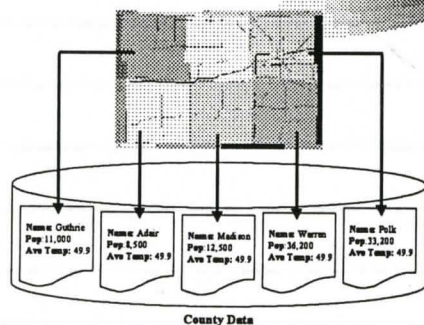 Name: Guthrie
Pop: 11,000
Ave Temp: 49.9
Name: Adair
Pop: 8,500
Ave Temp: 49.9
Name: Madison
Pop: 12,500
Ave Temp: 49.9
Name: Warren
Pop: 36,200
Ave Temp: 49.9
Name: Polk
Pop: 33,200
Ave Temp: 49.9
County Data